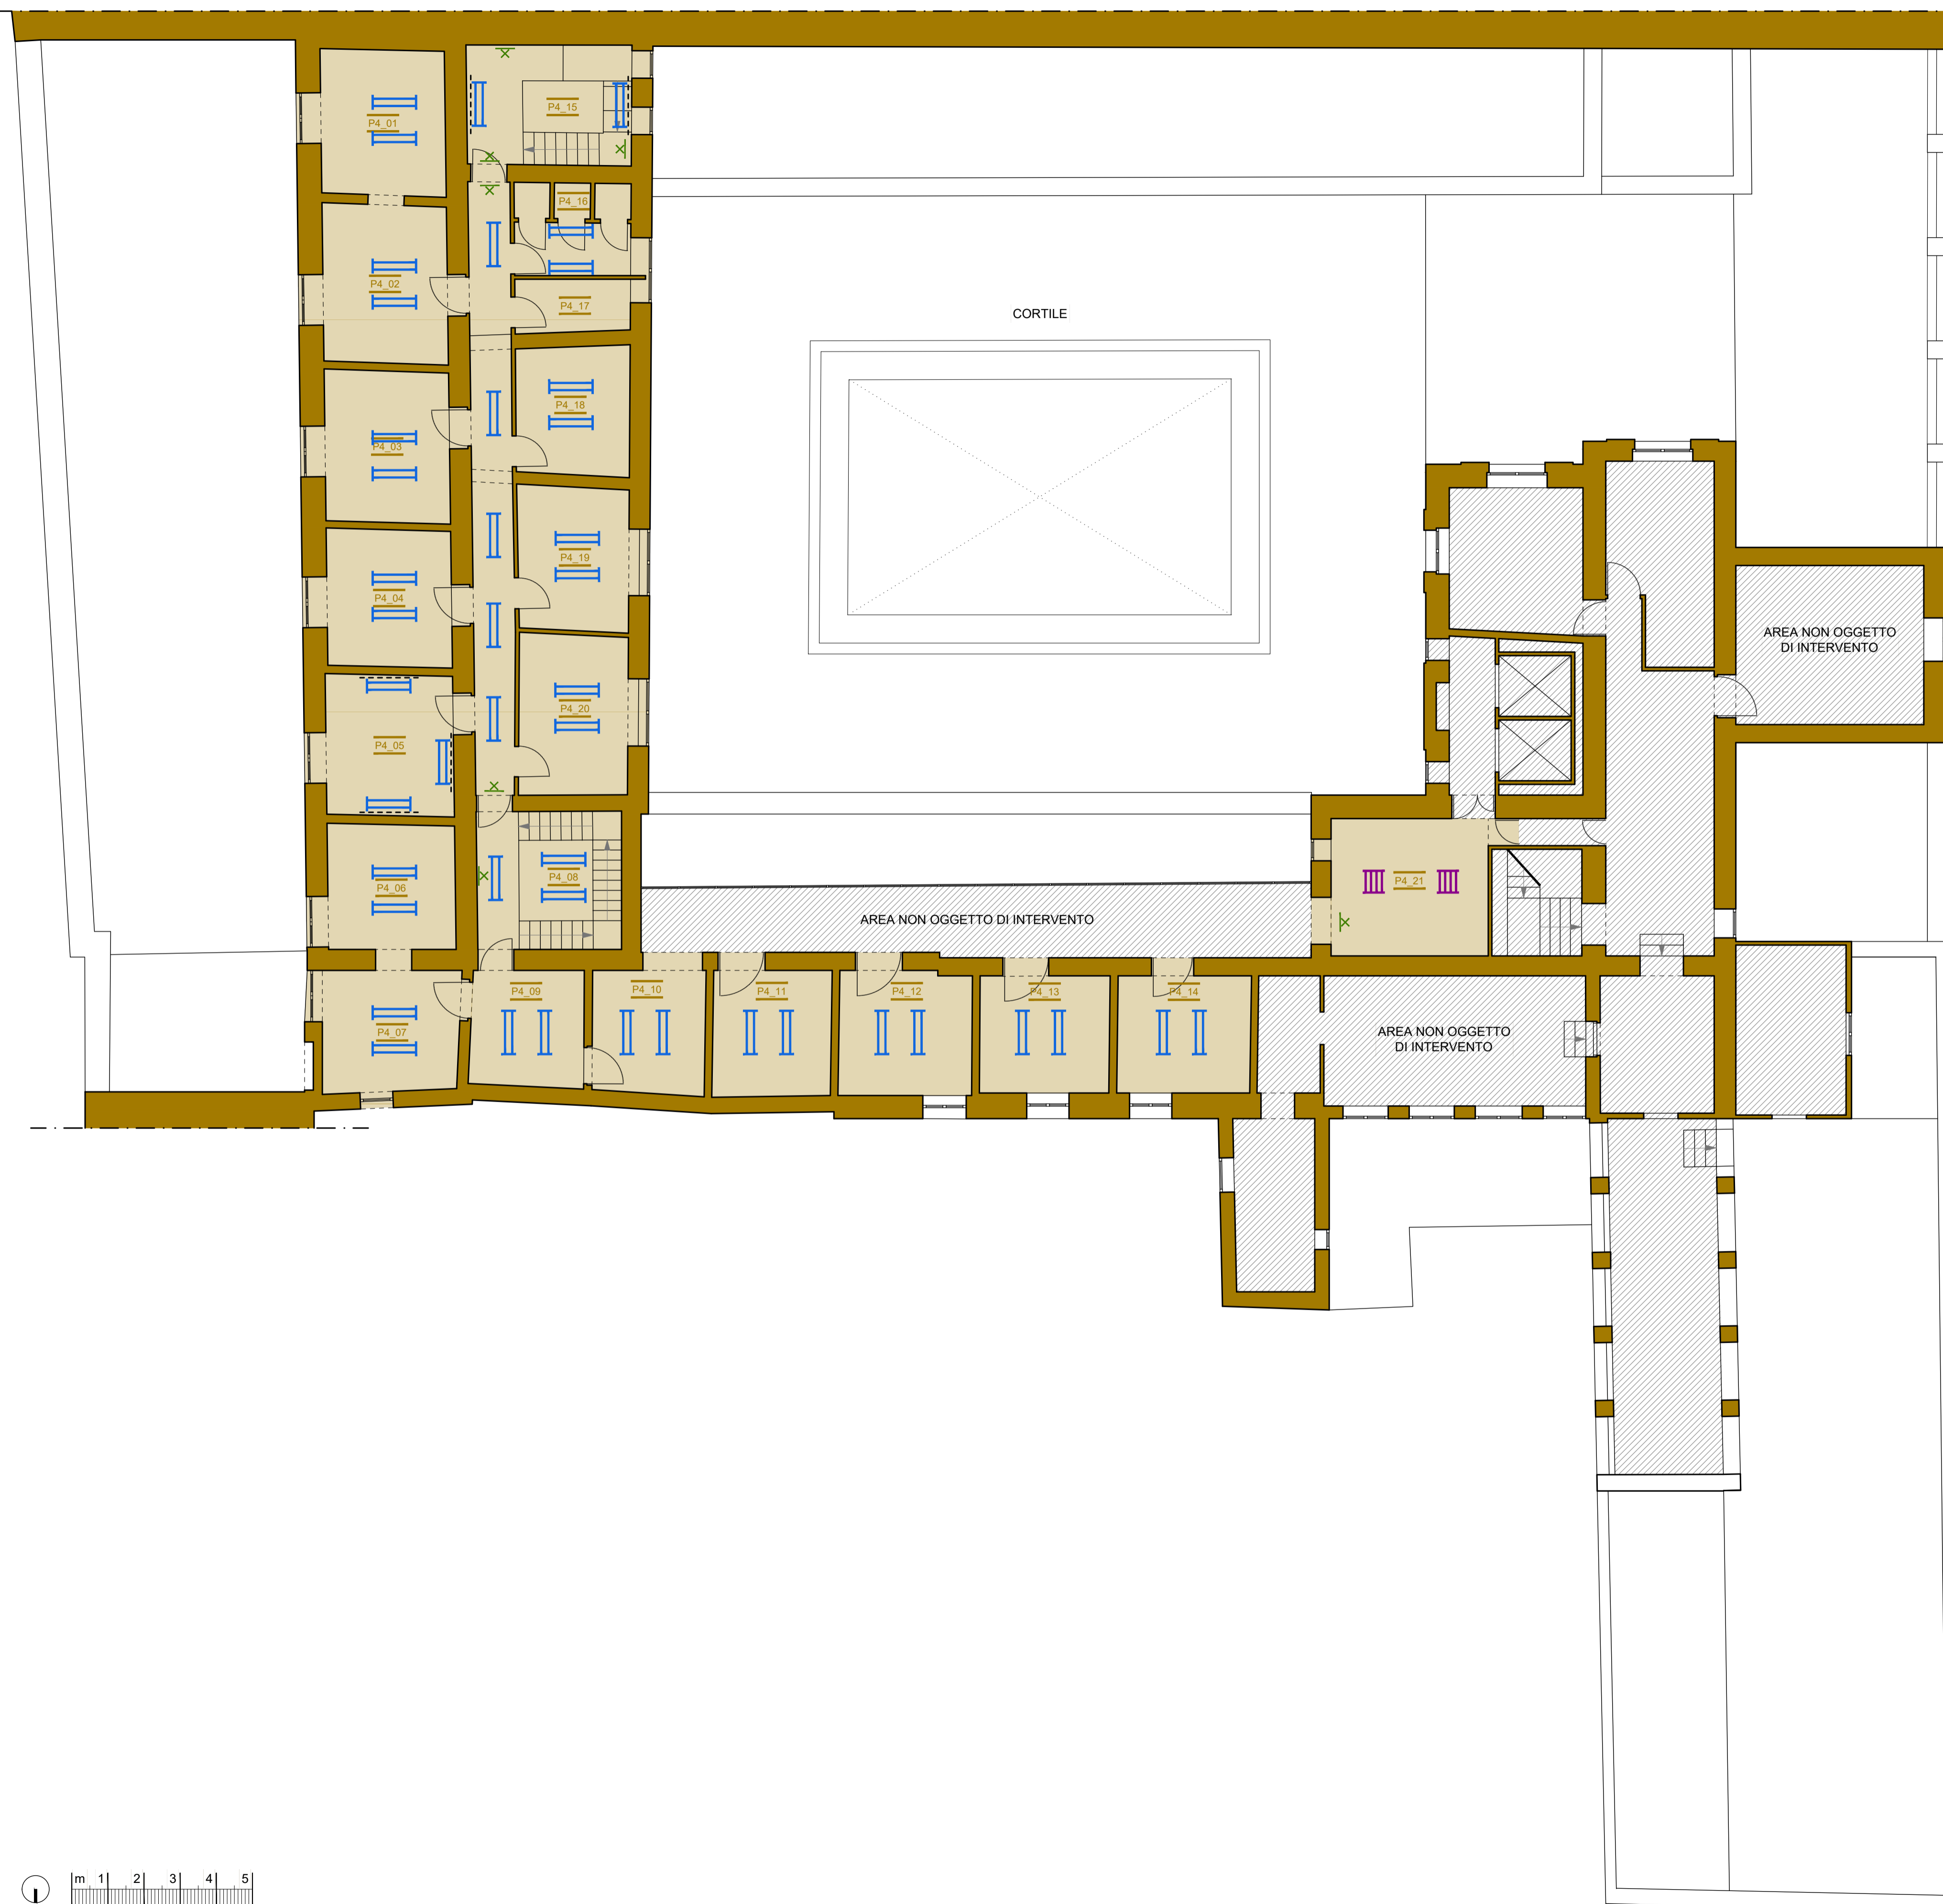 P4_15
P4_01
P4_16
P4_02
P4_17
CORTILE
P4_18
P4_03
P4_19
P4_04
AREA NON OGGETTO
DI INTERVENTO
P4_20
P4_05
P4_06
P4_08
P4_21
AREA NON OGGETTO DI INTERVENTO
P4_09
P4_10
P4_11
P4_12
P4_13
P4_14
P4_07
AREA NON OGGETTO
DI INTERVENTO
m 1 2 3 4 5